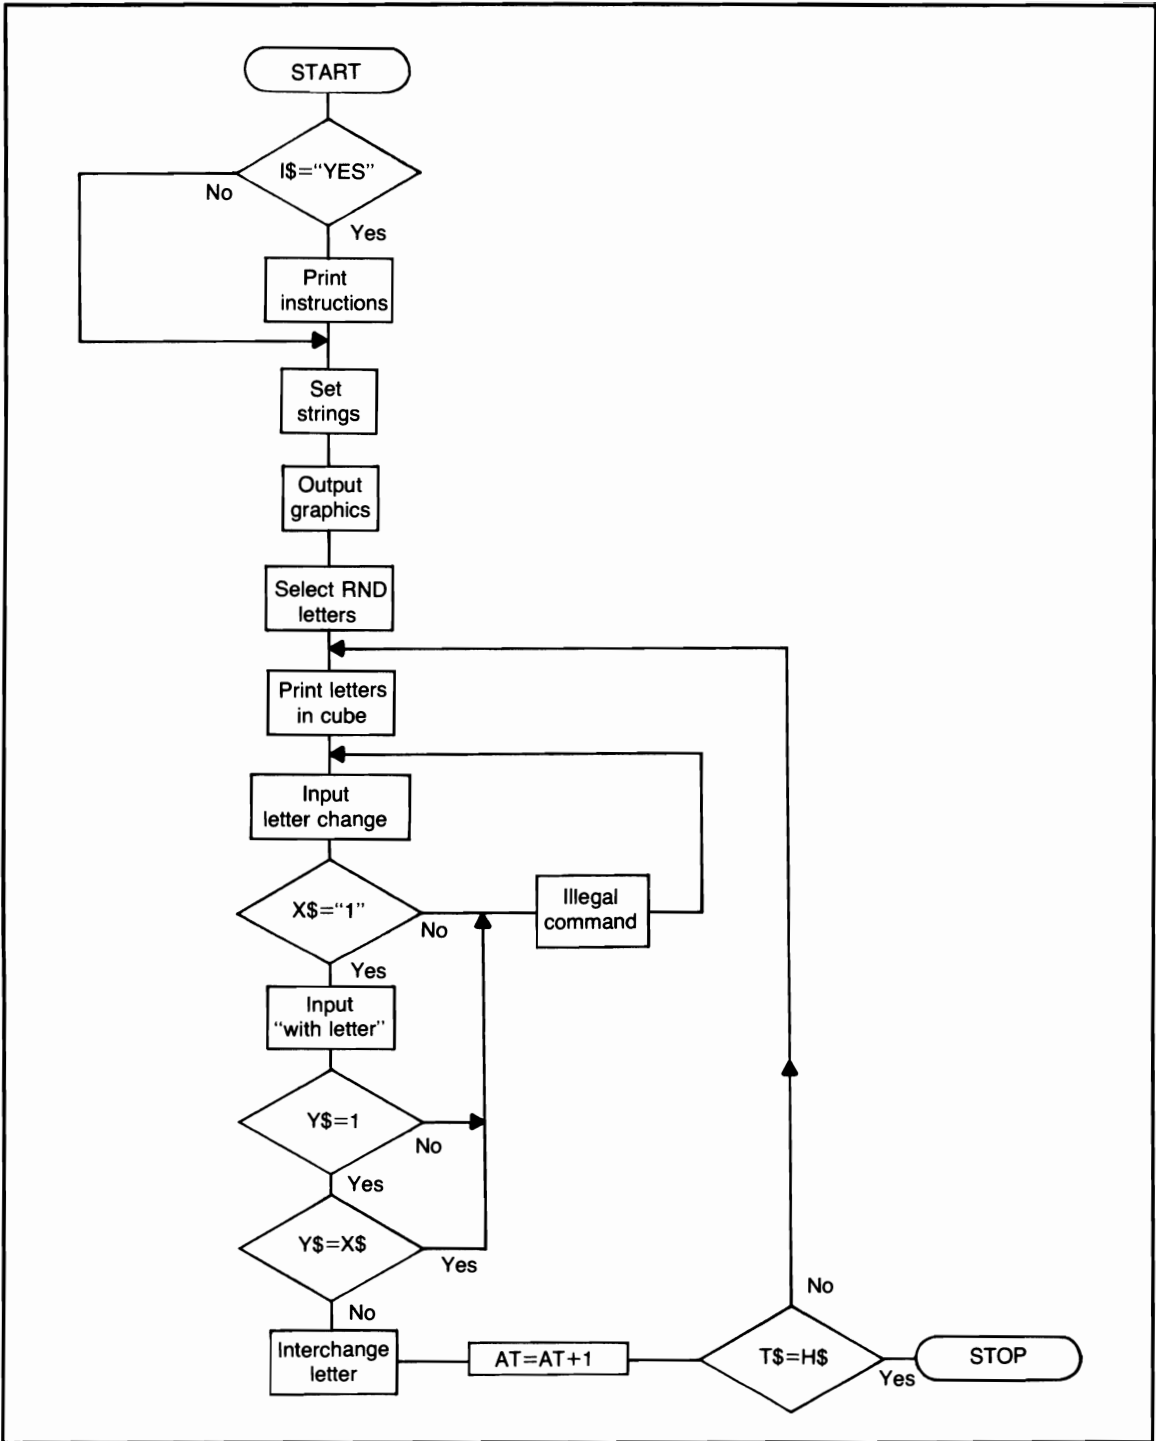 START
I$=“YES”
No
Yes
Print
instructions
Set
strings
Output
graphics
Select RND
letters
Print letters
in cube
Input
letter change
X$=“1”
No
Illegal
command
Yes
Input
“with letter”
Y$=1
No
Yes
Y$=X$
Yes
No
Interchange
letter
AT=AT+1
T$=H$
No
Yes
STOP